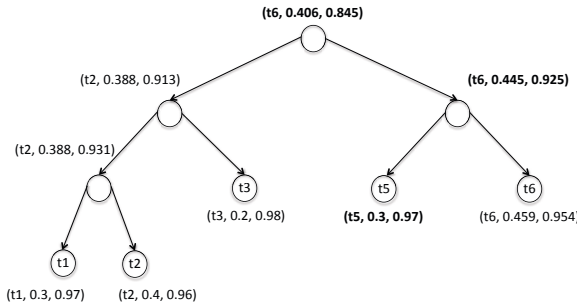 (t6, 0.406, 0.845)
(t2, 0.388, 0.913)
(t6, 0.445, 0.925)
(t2, 0.388, 0.931)
t3
t5
t6
(t3, 0.2, 0.98)
(t5, 0.3, 0.97)
(t6, 0.459, 0.954)
t1
t2
(t1, 0.3, 0.97)
(t2, 0.4, 0.96)